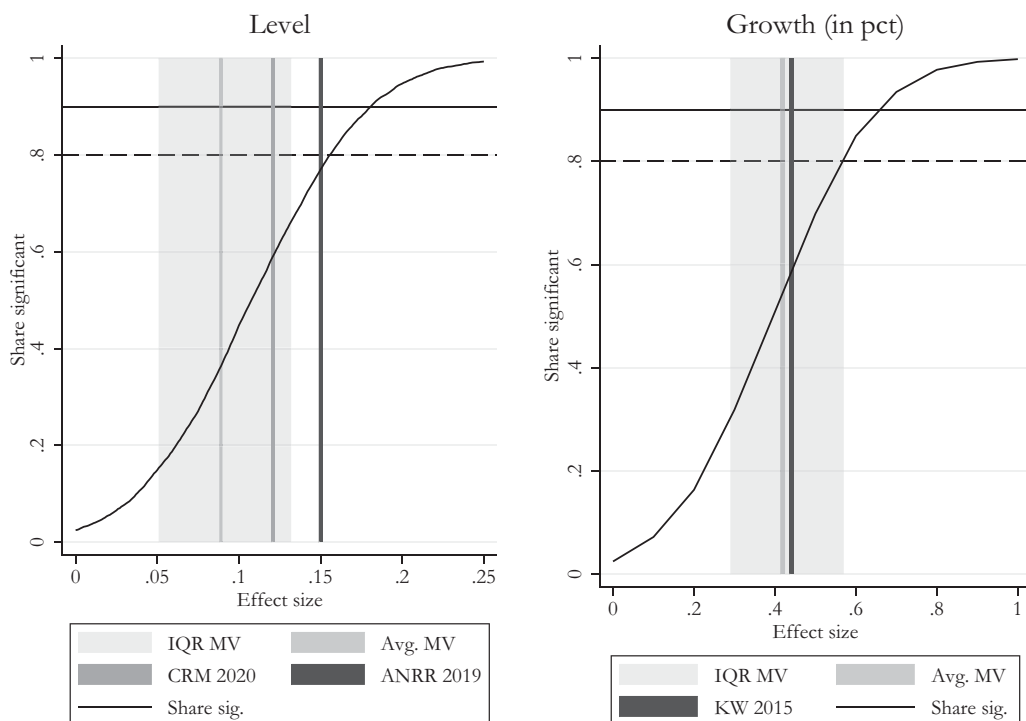 Level
Share significant
1
.8
.6
.4
.2
0
0 .05 .1 .15 .2 .25
Effect size
IQR MV Avg. MV
CRM 2020 ANRR 2019
Share sig.
Growth (in pct)
Share significant
1
.8
.6
.4
.2
0
0 .2 .4 .6 .8 1
Effect size
IQR MV Avg. MV
KW 2015 Share sig.